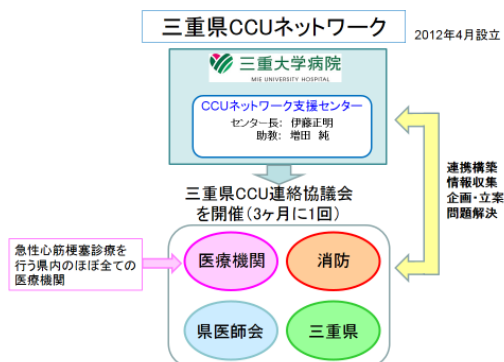 三重県CCUネットワーク
2012年4月設立
三重大学病院
MIE UNIVERSITY HOSPITAL
CCUネットワーク支援センター
センター長: 伊藤正明
助教: 増田 純
連携構築
情報収集
企画・立案
問題解決
三重県CCU連絡協議会
を開催(3ヶ月に1回)
急性心筋梗塞診療を
行う県内のほぼ全ての
医療機関
医療機関
消防
県医師会
三重県